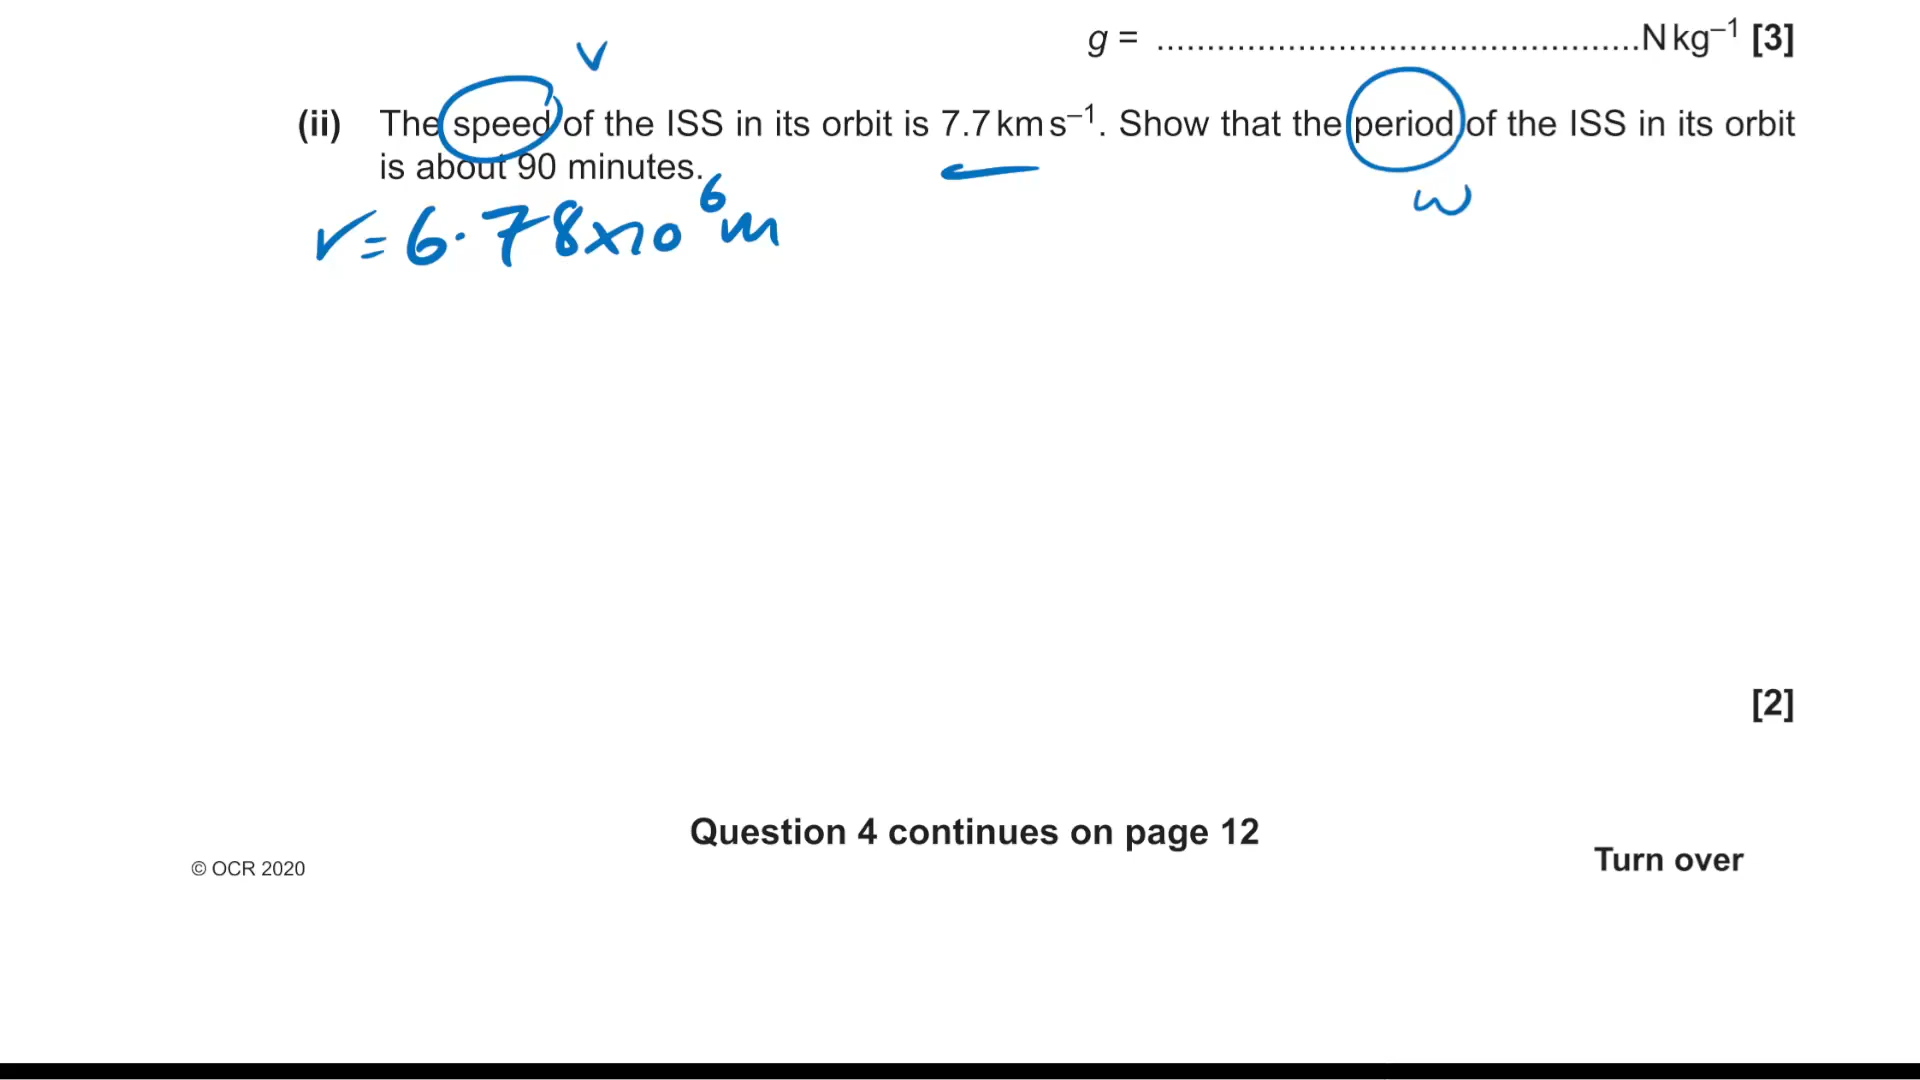 v
g = ................................................N kg⁻¹ [3]
(ii) The speed of the ISS in its orbit is 7.7 km s⁻¹. Show that the period of the ISS in its orbit
is about 90 minutes.
ω
r = 6.78×10⁶m
[2]
Question 4 continues on page 12
© OCR 2020
Turn over